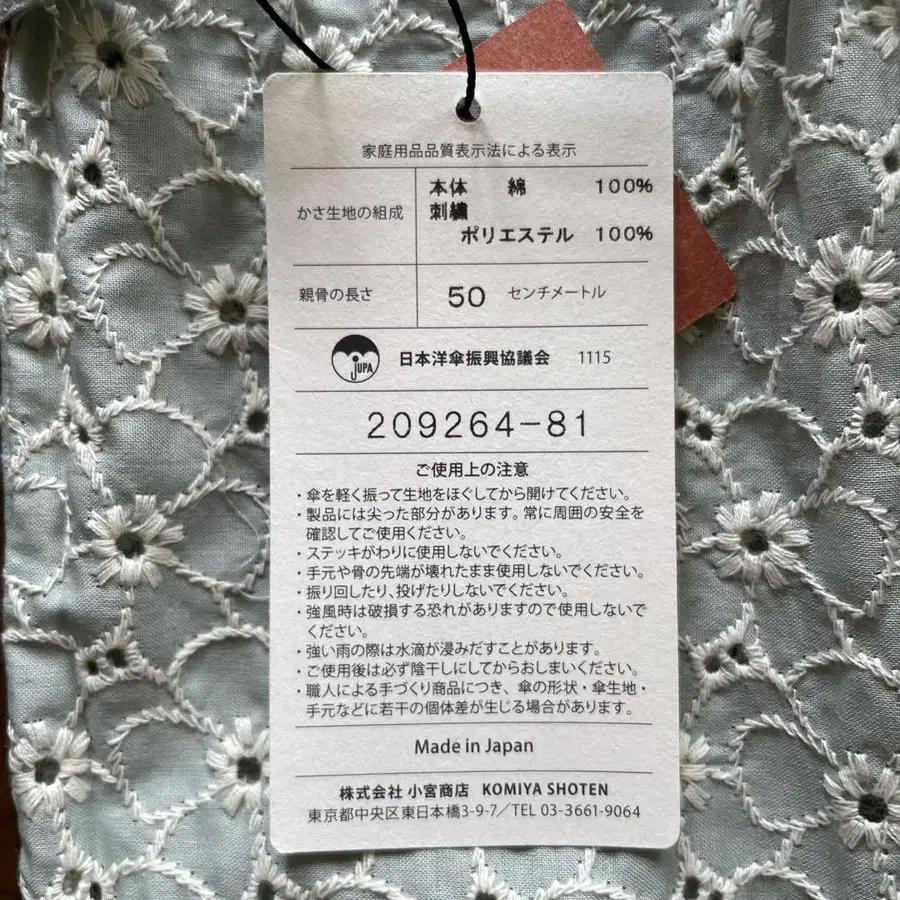 家庭用品品質表示法による表示
かさ生地の組成
本体 綿 100%
刺繍
ポリエステル 100%
親骨の長さ 50 センチメートル
JUPA 日本洋傘振興協議会 1115
209264-81
ご使用上の注意
・傘を軽く振って生地をほぐしてから開けてください。
・製品には尖った部分があります。常に周囲の安全を
確認してご使用ください。
・ステッキがわりに使用しないでください。
・手元や骨の先端が壊れたまま使用しないでください。
・振り回したり、投げたりしないでください。
・強風時は破損する恐れがありますので使用しないで
ください。
・強い雨の際は水滴が浸みだすことがあります。
・ご使用後は必ず陰干しにしてからおしまいください。
・職人による手づくり商品につき、傘の形状・傘生地・
手元などに若干の個体差が生じる場合があります。
Made in Japan
株式会社 小宮商店 KOMIYA SHOTEN
東京都中央区東日本橋3-9-7／TEL 03-3661-9064